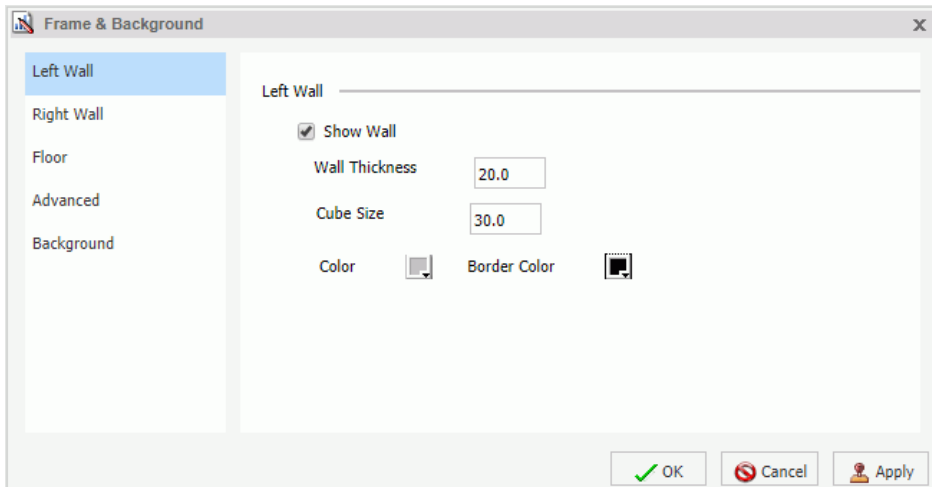 Frame & Background
x
Left Wall
Right Wall
Floor
Advanced
Background
Left Wall
Show Wall
Wall Thickness 20.0
Cube Size 30.0
Color Border Color
OK Cancel Apply